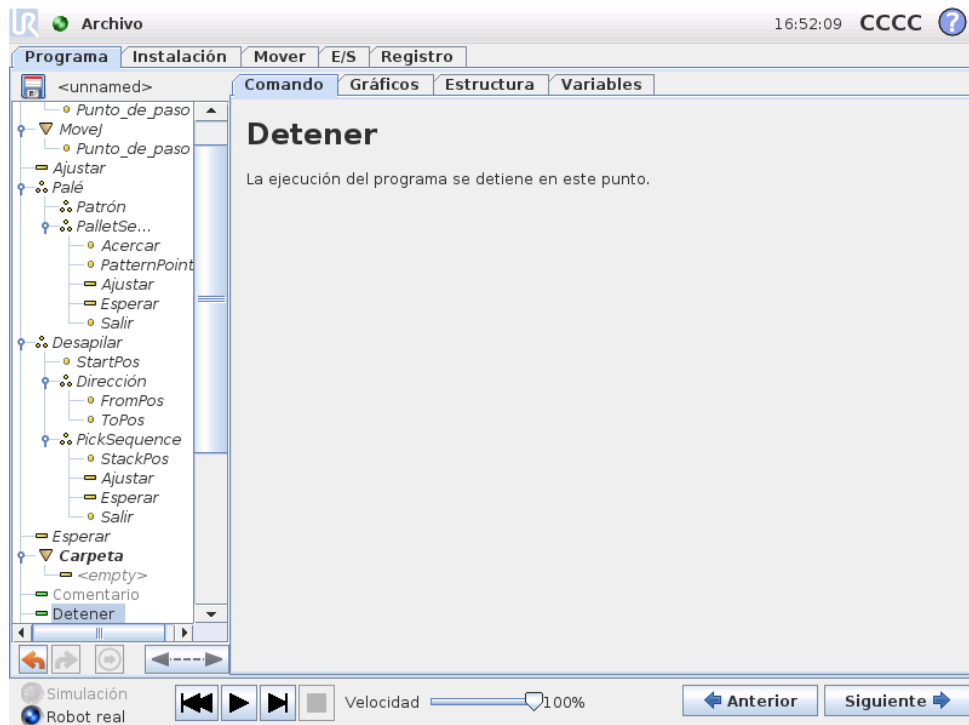 UR Archivo 16:52:09 CCCC ?
Programa Instalación Mover E/S Registro
<unnamed> Comando Gráficos Estructura Variables
Punto_de_paso
MoveJ
Punto_de_paso
Ajustar
Palé
Patrón
PalletSe...
Acercar
PatternPoint
Ajustar
Esperar
Salir
Desapilar
StartPos
Dirección
FromPos
ToPos
PickSequence
StackPos
Ajustar
Esperar
Salir
Esperar
Carpeta
<empty>
Comentario
Detener
Detener
La ejecución del programa se detiene en este punto.
Simulación
Robot real
Velocidad 100% Anterior Siguiente